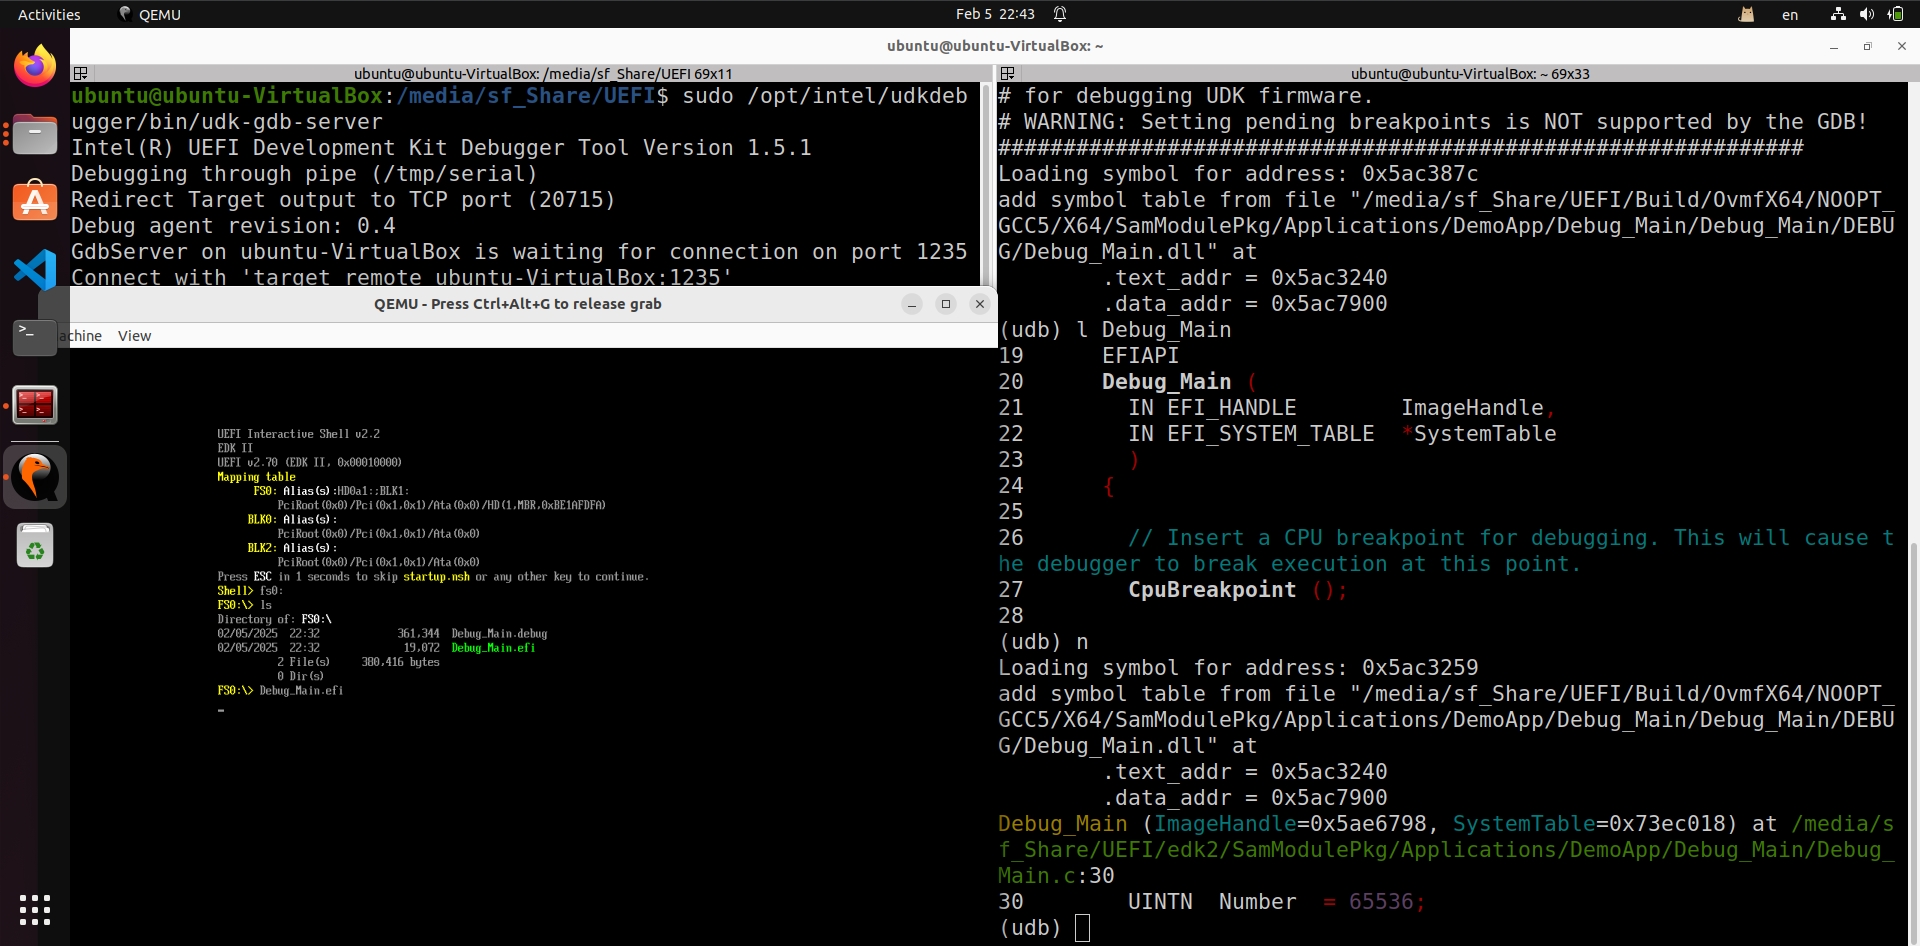 Activities
QEMU
Feb 5 22:43
en
ubuntu@ubuntu-VirtualBox: ~
ubuntu@ubuntu-VirtualBox: /media/sf_Share/UEFI 69x11
ubuntu@ubuntu-VirtualBox:/media/sf_Share/UEFI$ sudo /opt/intel/udkdeb
ugger/bin/udk-gdb-server
Intel(R) UEFI Development Kit Debugger Tool Version 1.5.1
Debugging through pipe (/tmp/serial)
Redirect Target output to TCP port (20715)
Debug agent revision: 0.4
GdbServer on ubuntu-VirtualBox is waiting for connection on port 1235
Connect with 'target remote ubuntu-VirtualBox:1235'
QEMU - Press Ctrl+Alt+G to release grab
achine View
UEFI Interactive Shell v2.2
EDK II
UEFI v2.70 (EDK II, 0x00010000)
Mapping table
FS0: Alias(s):HD0a1:;BLK1:
PciRoot(0x0)/Pci(0x1,0x1)/Ata(0x0)/HD(1,MBR,0xBE1AFDFA)
BLK0: Alias(s):
PciRoot(0x0)/Pci(0x1,0x1)/Ata(0x0)
BLK2: Alias(s):
PciRoot(0x0)/Pci(0x1,0x1)/Ata(0x0)
Press ESC in 1 seconds to skip startup.nsh or any other key to continue.
Shell> fs0:
FS0:\> ls
Directory of: FS0:\
02/05/2025 22:32 361,344 Debug_Main.debug
02/05/2025 22:32 19,072 Debug_Main.efi
2 File(s) 380,416 bytes
0 Dir(s)
FS0:\> Debug_Main.efi
_
ubuntu@ubuntu-VirtualBox: ~ 69x33
# for debugging UDK firmware.
# WARNING: Setting pending breakpoints is NOT supported by the GDB!
##############################################################
Loading symbol for address: 0x5ac387c
add symbol table from file "/media/sf_Share/UEFI/Build/OvmfX64/NOOPT_
GCC5/X64/SamModulePkg/Applications/DemoApp/Debug_Main/Debug_Main/DEBU
G/Debug_Main.dll" at
.text_addr = 0x5ac3240
.data_addr = 0x5ac7900
(udb) l Debug_Main
19 EFIAPI
20 Debug_Main (
21 IN EFI_HANDLE ImageHandle,
22 IN EFI_SYSTEM_TABLE *SystemTable
23 )
24 {
25
26 // Insert a CPU breakpoint for debugging. This will cause t
he debugger to break execution at this point.
27 CpuBreakpoint ();
28
(udb) n
Loading symbol for address: 0x5ac3259
add symbol table from file "/media/sf_Share/UEFI/Build/OvmfX64/NOOPT_
GCC5/X64/SamModulePkg/Applications/DemoApp/Debug_Main/Debug_Main/DEBU
G/Debug_Main.dll" at
.text_addr = 0x5ac3240
.data_addr = 0x5ac7900
Debug_Main (ImageHandle=0x5ae6798, SystemTable=0x73ec018) at /media/s
f_Share/UEFI/edk2/SamModulePkg/Applications/DemoApp/Debug_Main/Debug_
Main.c:30
30 UINTN Number = 65536;
(udb)